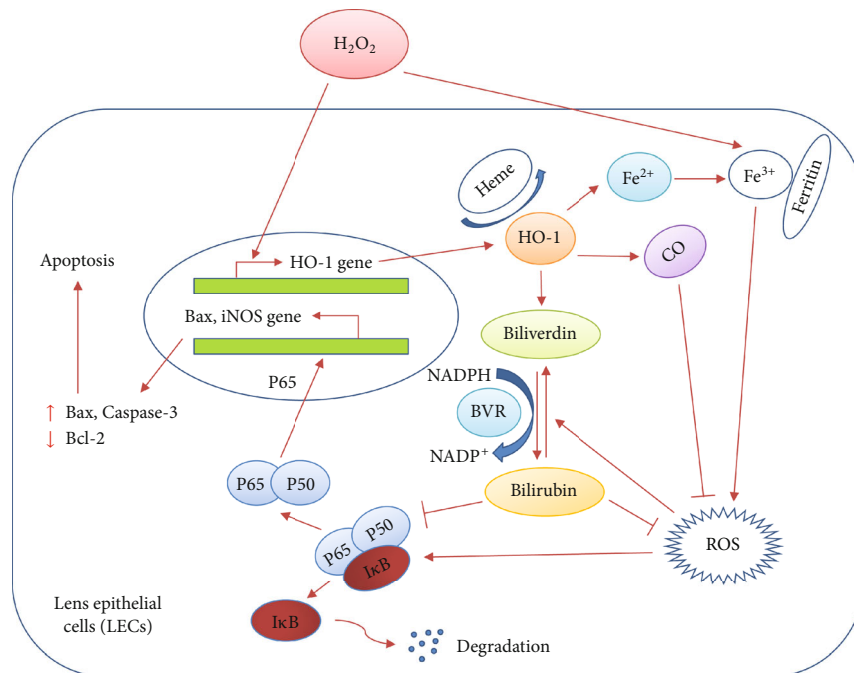 H₂O₂
Heme
Fe²⁺
Fe³⁺
Ferritin
HO-1
CO
Apoptosis
HO-1 gene
Bax, iNOS gene
P65
Biliverdin
NADPH
BVR
NADP⁺
Bilirubin
↑ Bax, Caspase-3
↓ Bcl-2
P65
P50
P65
P50
IκB
ROS
Lens epithelial
cells (LECs)
IκB
Degradation